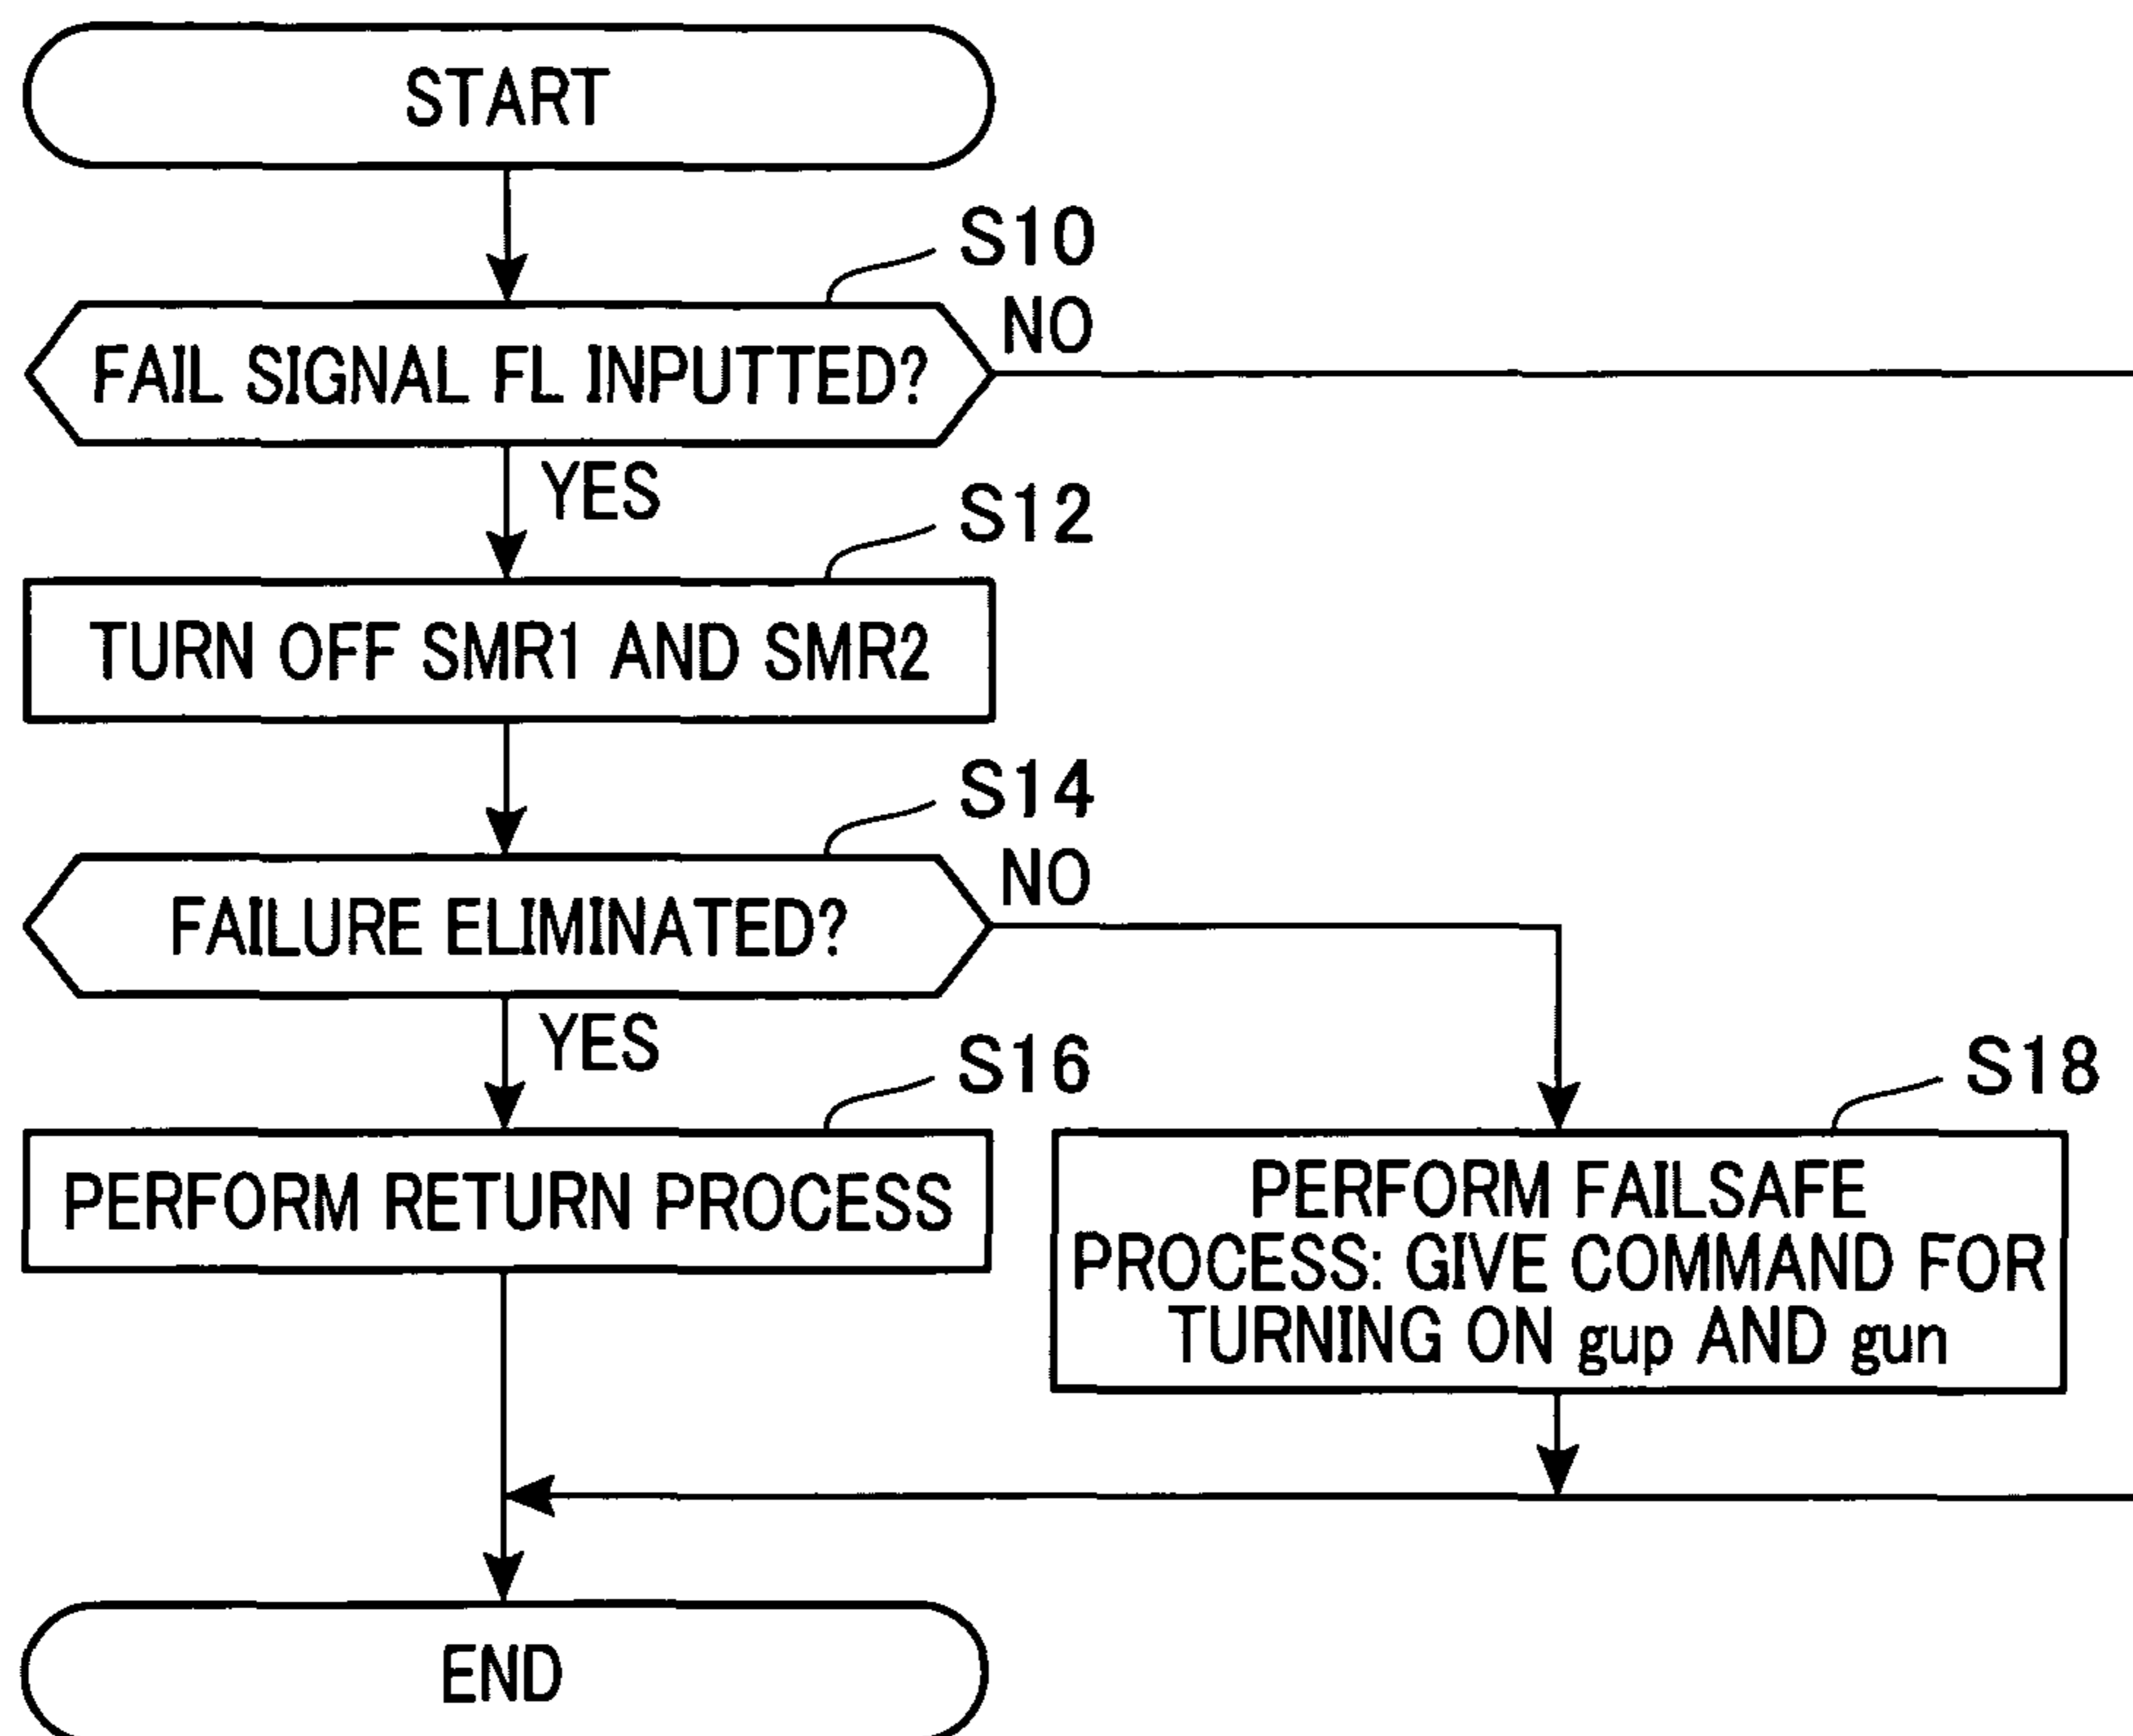 START
S10
NO
FAIL SIGNAL FL INPUTTED?
YES
S12
TURN OFF SMR1 AND SMR2
S14
NO
FAILURE ELIMINATED?
YES
S16
PERFORM RETURN PROCESS
S18
PERFORM FAILSAFE
PROCESS: GIVE COMMAND FOR
TURNING ON gup AND gun
END